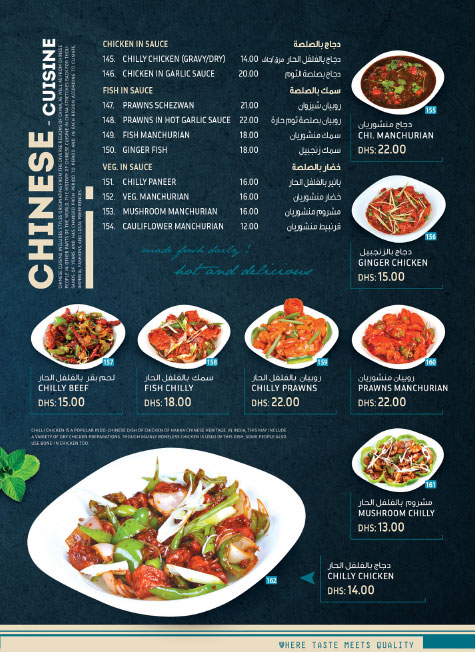 CHINESE - CUISINE
CHICKEN IN SAUCE دجاج بالصلصة
145. CHILLY CHICKEN (GRAVY/DRY) 14.00 دجاج بالفلفل الحار مرق/جاف
146. CHICKEN IN GARLIC SAUCE 20.00 دجاج بصلصة الثوم
FISH IN SAUCE سمك بالصلصة
147. PRAWNS SCHEZWAN 21.00 روبيان شيزوان
148. PRAWNS IN HOT GARLIC SAUCE 22.00 روبيان بصلصة ثوم حارة
149. FISH MANCHURIAN 18.00 سمك منشوريان
150. GINGER FISH 18.00 سمك زنجبيل
VEG. IN SAUCE خضار بالصلصة
151. CHILLY PANEER 16.00 بانير بالفلفل الحار
152. VEG. MANCHURIAN 16.00 خضار منشوريان
153. MUSHROOM MANCHURIAN 16.00 مشروم منشوريان
154. CAULIFLOWER MANCHURIAN 12.00 قرنبيط منشوريان
made fresh daily
hot and delicious
155
دجاج منشوريان
CHI. MANCHURIAN
DHS: 22.00
156
دجاج بالزنجبيل
GINGER CHICKEN
DHS: 15.00
157
لحم بقر بالفلفل الحار
CHILLY BEEF
DHS: 15.00
158
سمك بالفلفل الحار
FISH CHILLY
DHS: 18.00
159
روبيان بالفلفل الحار
CHILLY PRAWNS
DHS: 22.00
160
روبيان منشوريان
PRAWNS MANCHURIAN
DHS: 22.00
CHILLI CHICKEN IS A POPULAR INDO-CHINESE DISH OF CHICKEN OF HAKKA CHINESE HERITAGE. IN INDIA, THIS MAY INCLUDE
A VARIETY OF DRY CHICKEN PREPARATIONS. THOUGH MAINLY BONELESS CHICKEN IS USED IN THIS DISH, SOME PEOPLE ALSO
USE BONE-IN CHICKEN TOO.
161
مشروم بالفلفل الحار
MUSHROOM CHILLY
DHS: 13.00
162
دجاج بالفلفل الحار
CHILLY CHICKEN
DHS: 14.00
WHERE TASTE MEETS QUALITY